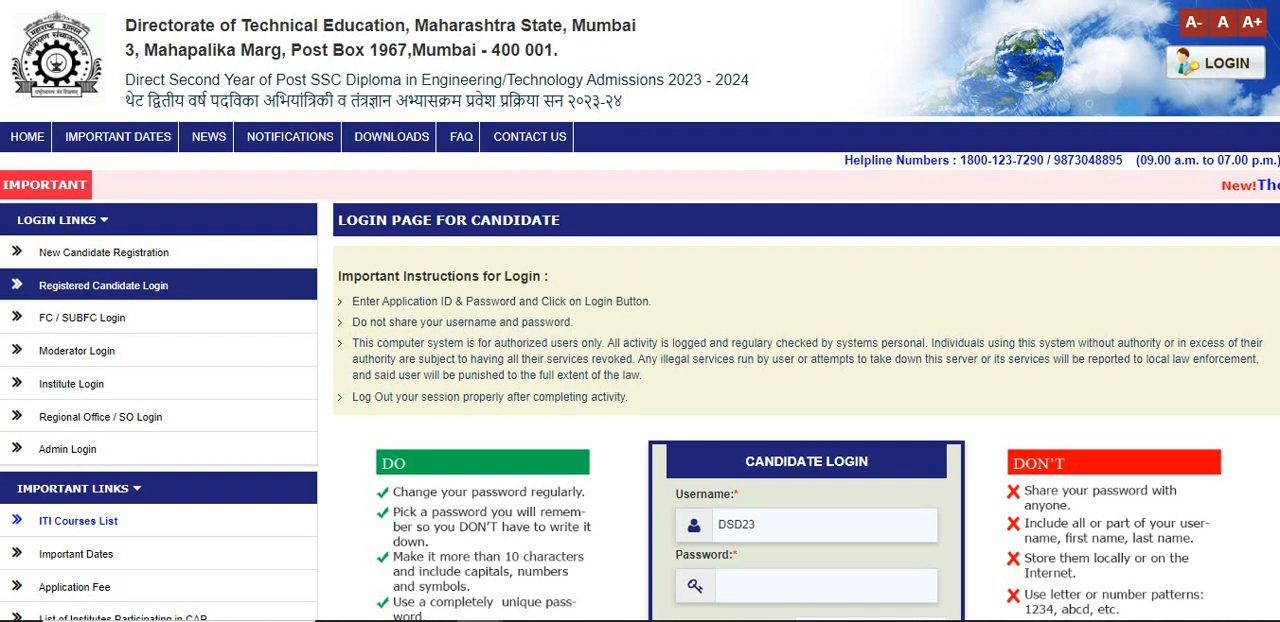 Directorate of Technical Education, Maharashtra State, Mumbai
3, Mahapalika Marg, Post Box 1967,Mumbai - 400 001.
Direct Second Year of Post SSC Diploma in Engineering/Technology Admissions 2023 - 2024
थेट द्वितीय वर्ष पदविका अभियांत्रिकी व तंत्रज्ञान अभ्यासक्रम प्रवेश प्रक्रिया सन २०२३-२४
A- A A+
LOGIN
HOME IMPORTANT DATES NEWS NOTIFICATIONS DOWNLOADS FAQ CONTACT US
Helpline Numbers : 1800-123-7290 / 9873048895 (09.00 a.m. to 07.00 p.m.)
IMPORTANT
New!The
LOGIN LINKS
New Candidate Registration
Registered Candidate Login
FC / SUBFC Login
Moderator Login
Institute Login
Regional Office / SO Login
Admin Login
IMPORTANT LINKS
ITI Courses List
Important Dates
Application Fee
List of Institutes Participating in CAP
LOGIN PAGE FOR CANDIDATE
Important Instructions for Login :
Enter Application ID & Password and Click on Login Button.
Do not share your username and password.
This computer system is for authorized users only. All activity is logged and regulary checked by systems personal. Individuals using this system without authority or in excess of their
authority are subject to having all their services revoked. Any illegal services run by user or attempts to take down this server or its services will be reported to local law enforcement,
and said user will be punished to the full extent of the law.
Log Out your session properly after completing activity.
DO
Change your password regularly.
Pick a password you will remem-
ber so you DON'T have to write it
down.
Make it more than 10 characters
and include capitals, numbers
and symbols.
Use a completely unique pass-
word.
CANDIDATE LOGIN
Username:*
DSD23
Password:*
DON'T
Share your password with
anyone.
Include all or part of your user-
name, first name, last name.
Store them locally or on the
Internet.
Use letter or number patterns:
1234, abcd, etc.